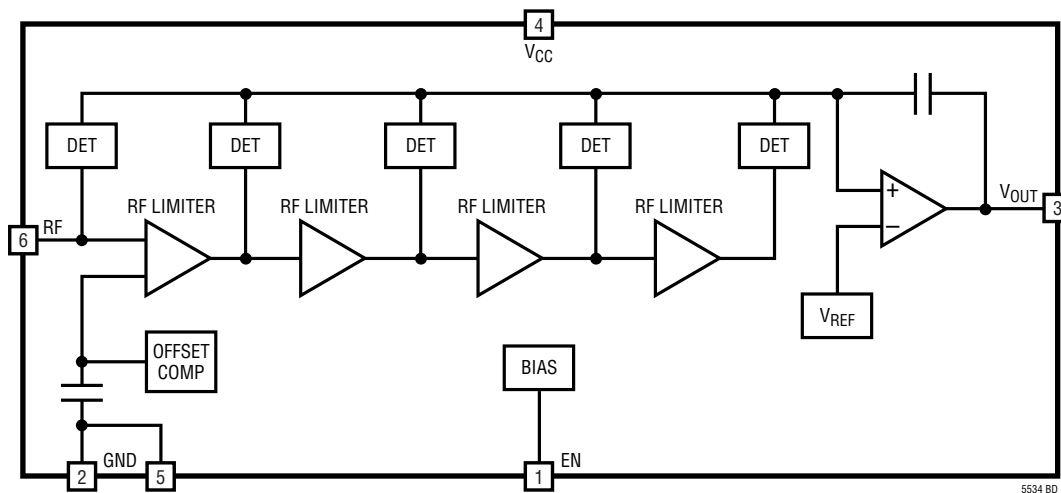 4
VCC
DET
DET
DET
DET
DET
RF LIMITER
RF LIMITER
RF LIMITER
RF LIMITER
6
RF
+
−
VOUT
3
VREF
OFFSET
COMP
BIAS
2
GND
5
1
EN
5534 BD